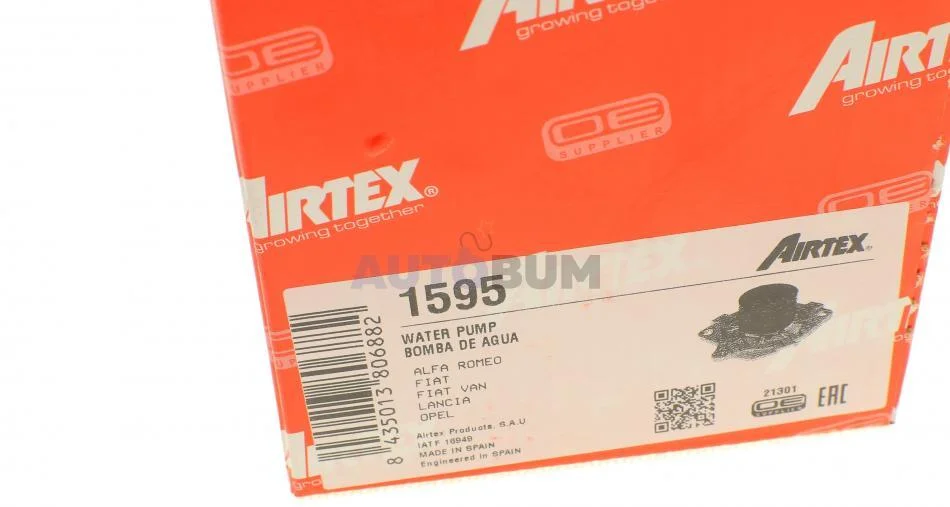 AIRTEX
growing together
AIRTEX
growing together
OE
SUPPLIER
OE
SUPPLIER
AIRTEX®
growing together
OE
AUTOBUM
AIRTEX®
1595
WATER PUMP
BOMBA DE AGUA
ALFA ROMEO
FIAT
FIAT VAN
LANCIA
OPEL
Airtex Products, S.A.U
IATF 16949
MADE IN SPAIN
Engineered in SPAIN
8 435013 806882
21301
OE
SUPPLIER
EAC